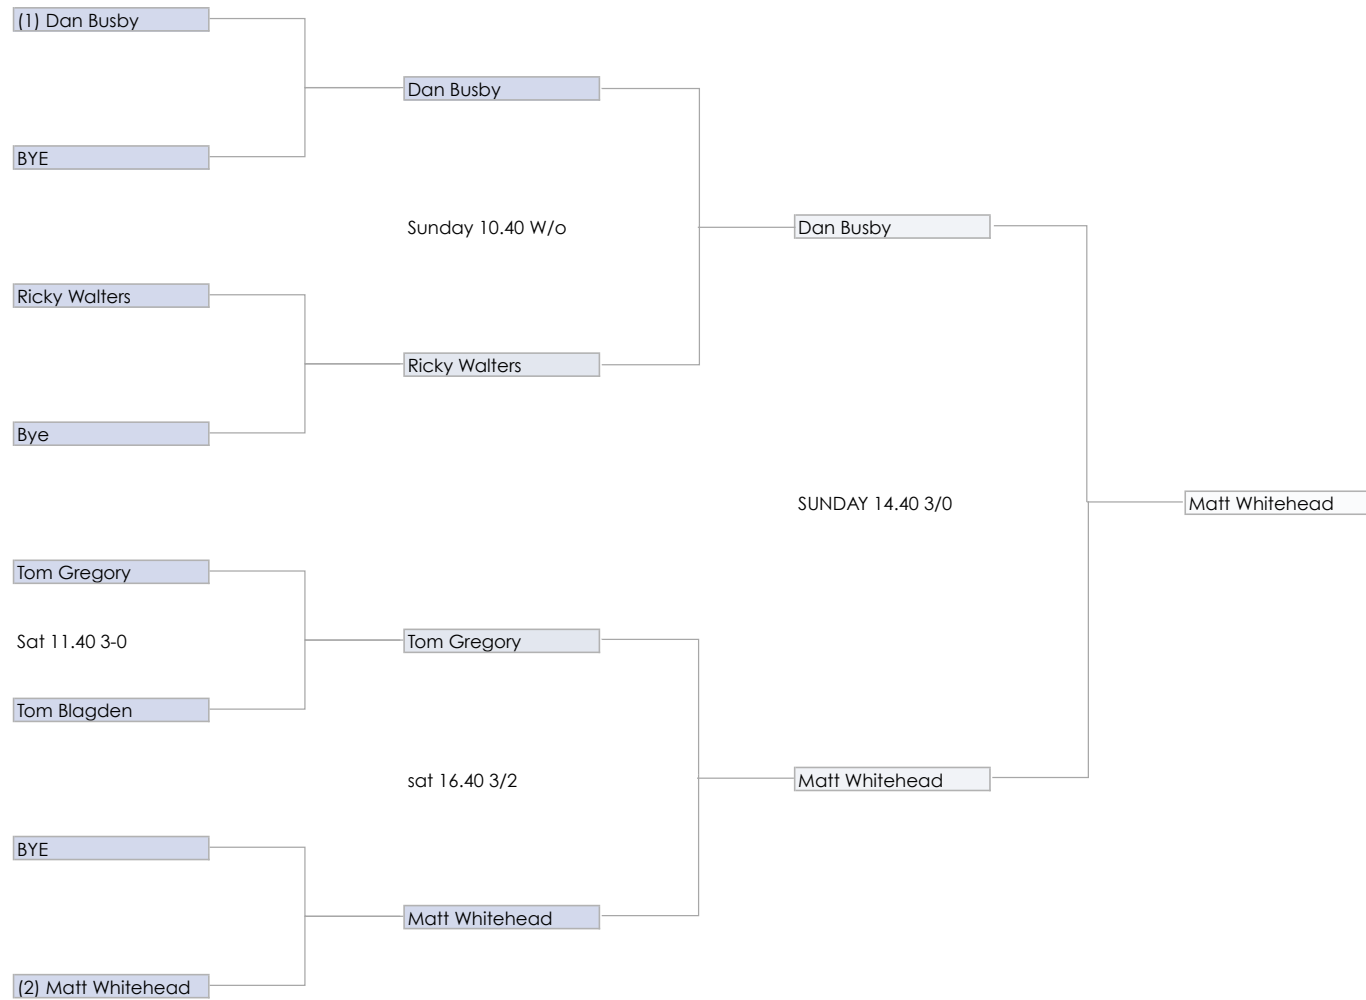 (1) Dan Busby
Dan Busby
BYE
Sunday 10.40 W/o
Dan Busby
Ricky Walters
Ricky Walters
Bye
SUNDAY 14.40 3/0
Matt Whitehead
Tom Gregory
Sat 11.40 3-0
Tom Gregory
Tom Blagden
sat 16.40 3/2
Matt Whitehead
BYE
Matt Whitehead
(2) Matt Whitehead